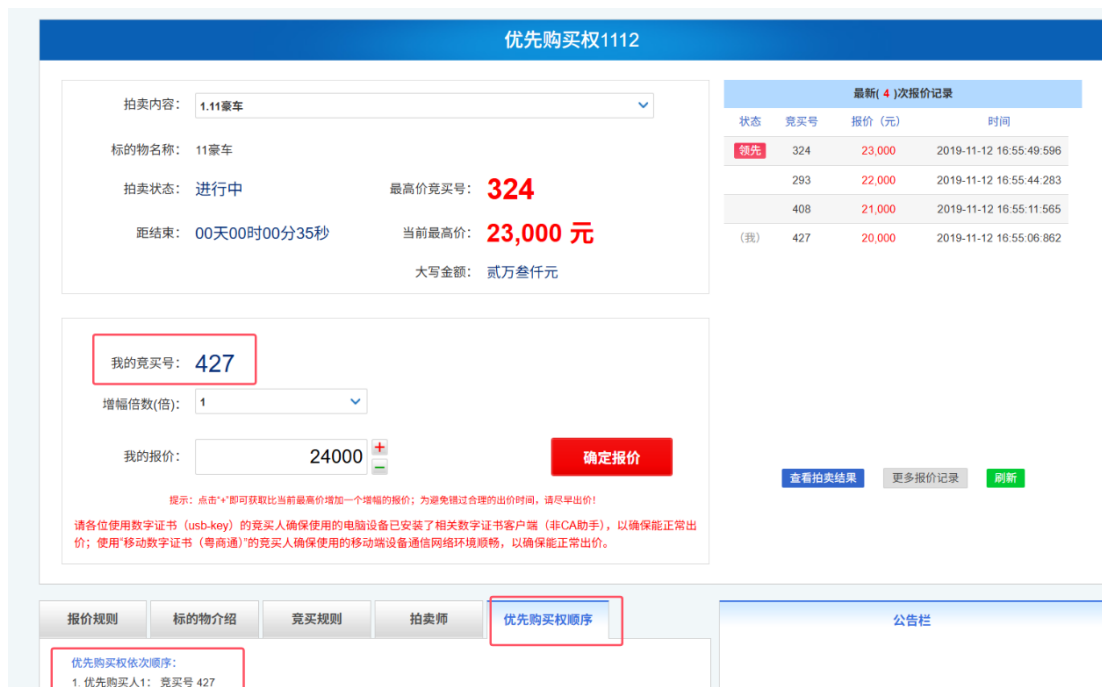 优先购买权1112
拍卖内容： 1.11豪车
标的物名称： 11豪车
拍卖状态： 进行中 最高价竞买号： 324
距结束： 00天00时00分35秒 当前最高价： 23,000 元
大写金额： 贰万叁仟元
最新( 4 )次报价记录
状态 竞买号 报价（元） 时间
领先 324 23,000 2019-11-12 16:55:49:596
293 22,000 2019-11-12 16:55:44:283
408 21,000 2019-11-12 16:55:11:565
（我） 427 20,000 2019-11-12 16:55:06:862
我的竞买号： 427
增幅倍数(倍)： 1
我的报价： 24000 + − 确定报价
提示：点击"+"即可获取比当前最高价增加一个增幅的报价；为避免错过合理的出价时间，请尽早出价！
请各位使用数字证书（usb-key）的竞买人确保使用的电脑设备已安装了相关数字证书客户端（非CA助手），以确保能正常出
价；使用"移动数字证书（粤商通)"的竞买人确保使用的移动端设备通信网络环境顺畅，以确保能正常出价。
查看拍卖结果 更多报价记录 刷新
报价规则 标的物介绍 竞买规则 拍卖师 优先购买权顺序
公告栏
优先购买权依次顺序：
1. 优先购买人1： 竞买号 427